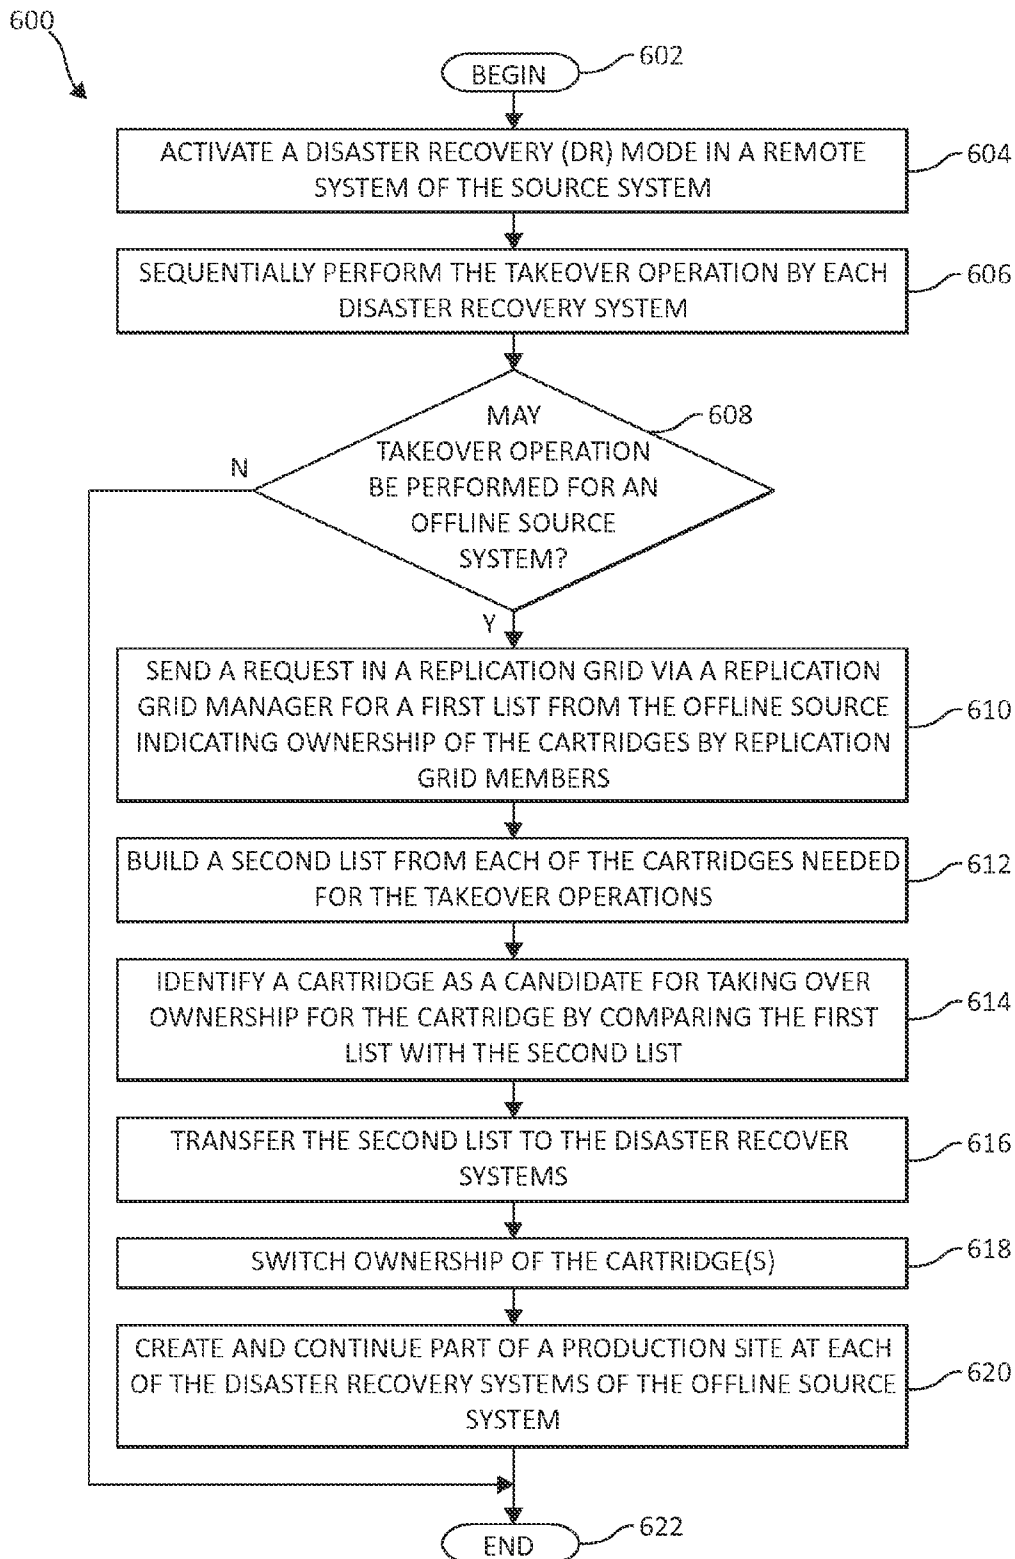 600
BEGIN
602
ACTIVATE A DISASTER RECOVERY (DR) MODE IN A REMOTE
SYSTEM OF THE SOURCE SYSTEM
604
SEQUENTIALLY PERFORM THE TAKEOVER OPERATION BY EACH
DISASTER RECOVERY SYSTEM
606
MAY
TAKEOVER OPERATION
BE PERFORMED FOR AN
OFFLINE SOURCE
SYSTEM?
608
N
Y
SEND A REQUEST IN A REPLICATION GRID VIA A REPLICATION
GRID MANAGER FOR A FIRST LIST FROM THE OFFLINE SOURCE
INDICATING OWNERSHIP OF THE CARTRIDGES BY REPLICATION
GRID MEMBERS
610
BUILD A SECOND LIST FROM EACH OF THE CARTRIDGES NEEDED
FOR THE TAKEOVER OPERATIONS
612
IDENTIFY A CARTRIDGE AS A CANDIDATE FOR TAKING OVER
OWNERSHIP FOR THE CARTRIDGE BY COMPARING THE FIRST
LIST WITH THE SECOND LIST
614
TRANSFER THE SECOND LIST TO THE DISASTER RECOVER
SYSTEMS
616
SWITCH OWNERSHIP OF THE CARTRIDGE(S)
618
CREATE AND CONTINUE PART OF A PRODUCTION SITE AT EACH
OF THE DISASTER RECOVERY SYSTEMS OF THE OFFLINE SOURCE
SYSTEM
620
END
622